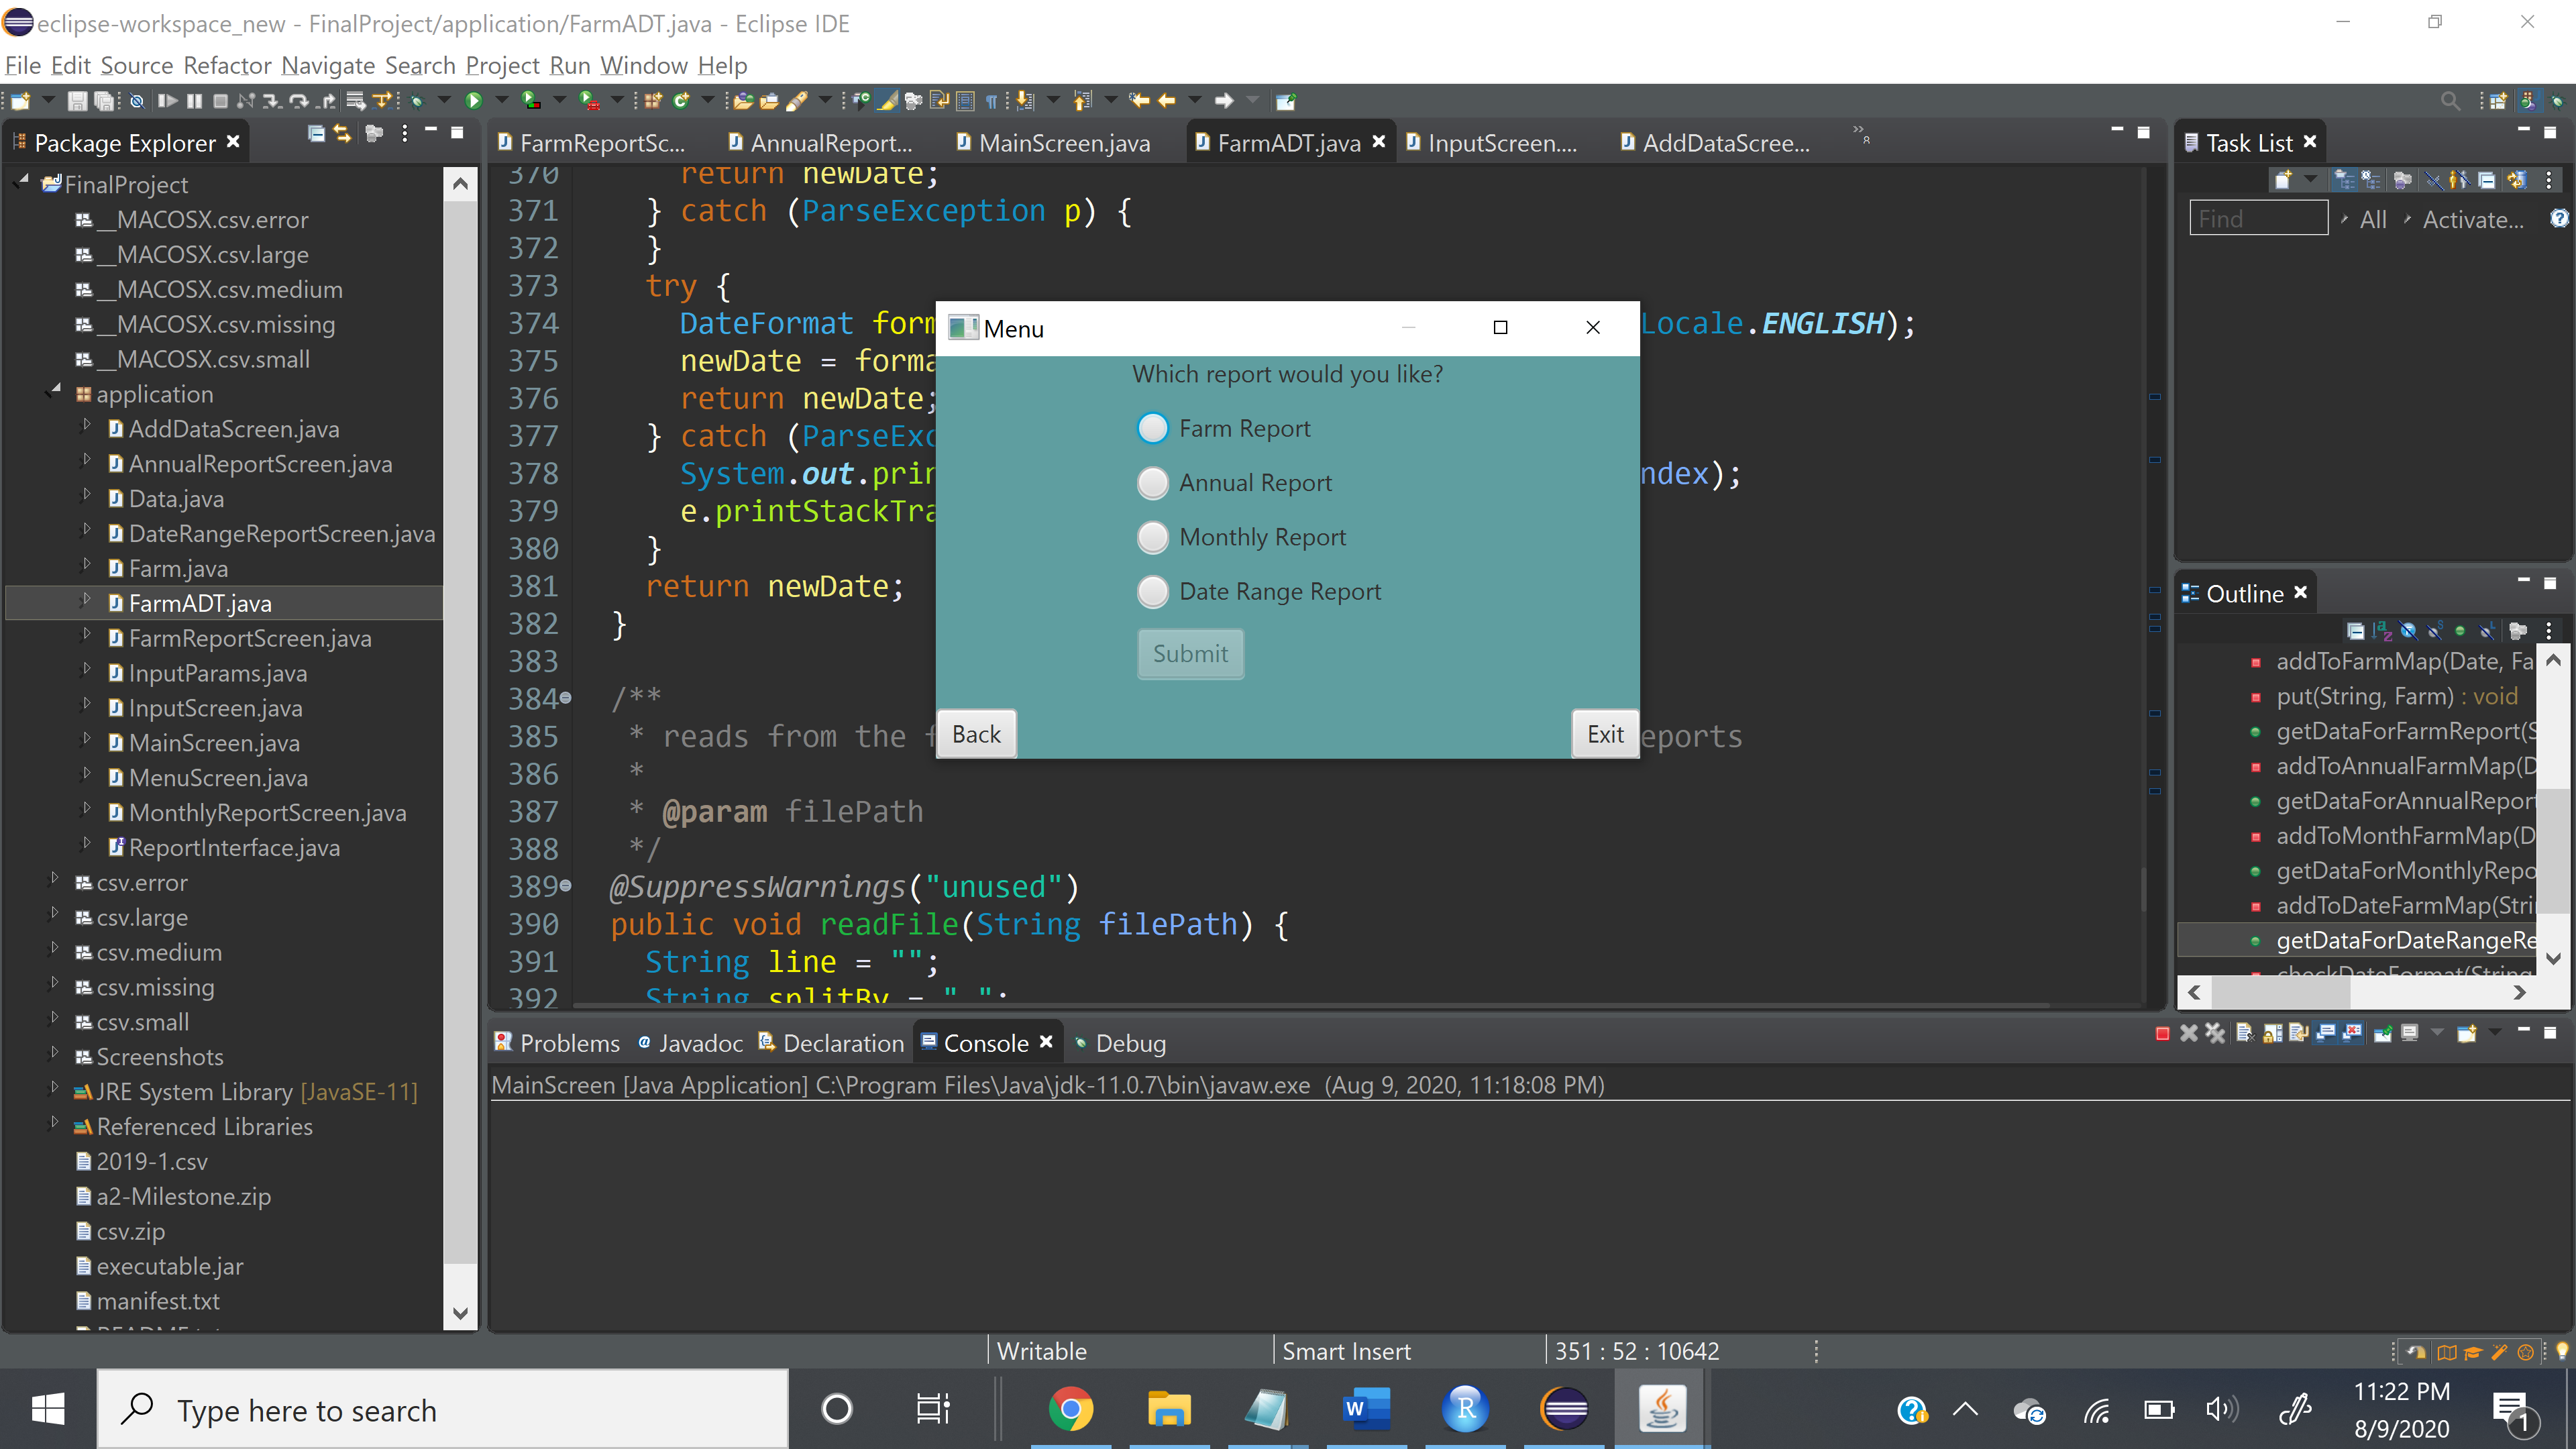 eclipse-workspace_new - FinalProject/application/FarmADT.java - Eclipse IDE
File Edit Source Refactor Navigate Search Project Run Window Help
Package Explorer
FinalProject
__MACOSX.csv.error
__MACOSX.csv.large
__MACOSX.csv.medium
__MACOSX.csv.missing
__MACOSX.csv.small
application
AddDataScreen.java
AnnualReportScreen.java
Data.java
DateRangeReportScreen.java
Farm.java
FarmADT.java
FarmReportScreen.java
InputParams.java
InputScreen.java
MainScreen.java
MenuScreen.java
MonthlyReportScreen.java
ReportInterface.java
csv.error
csv.large
csv.medium
csv.missing
csv.small
Screenshots
JRE System Library [JavaSE-11]
Referenced Libraries
2019-1.csv
a2-Milestone.zip
csv.zip
executable.jar
manifest.txt
FarmReportSc... AnnualReport... MainScreen.java FarmADT.java InputScreen.... AddDataScree... »8
370 return newDate;
371 } catch (ParseException p) {
372 }
373 try {
374 DateFormat form Locale.ENGLISH);
375 newDate = forma
376 return newDate;
377 } catch (ParseExc
378 System.out.prin ndex);
379 e.printStackTra
380 }
381 return newDate;
382 }
383
384 /**
385 * reads from the f eports
386 *
387 * @param filePath
388 */
389 @SuppressWarnings("unused")
390 public void readFile(String filePath) {
391 String line = "";
392 String splitBy = ",";
Menu
Which report would you like?
Farm Report
Annual Report
Monthly Report
Date Range Report
Submit
Back Exit
Task List
Find All Activate...
Outline
addToFarmMap(Date, Fa
put(String, Farm) : void
getDataForFarmReport(S
addToAnnualFarmMap(D
getDataForAnnualReport
addToMonthFarmMap(D
getDataForMonthlyRepo
addToDateFarmMap(Stri
getDataForDateRangeRe
checkDateFormat(String
Problems @ Javadoc Declaration Console Debug
MainScreen [Java Application] C:\Program Files\Java\jdk-11.0.7\bin\javaw.exe (Aug 9, 2020, 11:18:08 PM)
Writable Smart Insert 351 : 52 : 10642
Type here to search
11:22 PM
8/9/2020
1